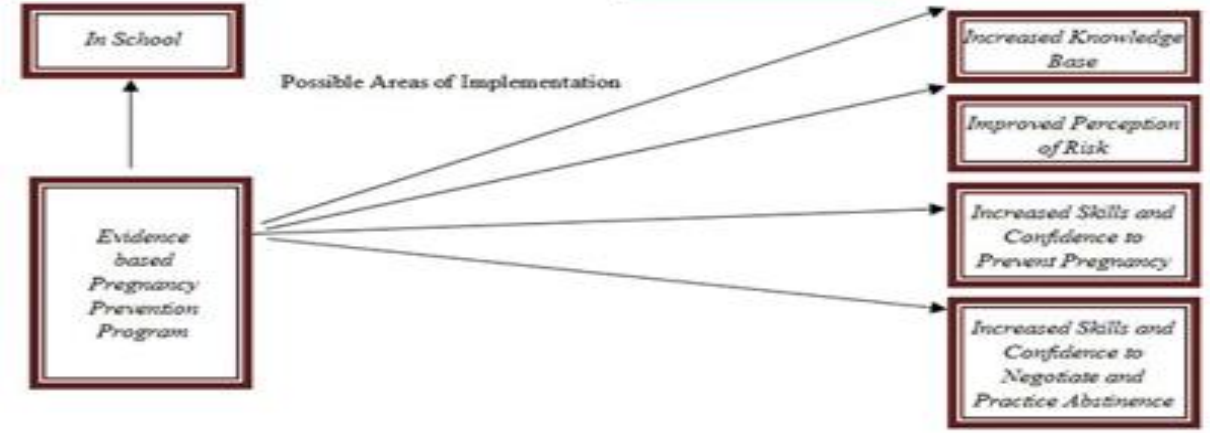 In School
Possible Areas of Implementation
Increased Knowledge
Base
Improved Perception
of Risk
Evidence
based
Pregnancy
Prevention
Program
Increased Skills and
Confidence to
Prevent Pregnancy
Increased Skills and
Confidence to
Negotiate and
Practice Abstinence